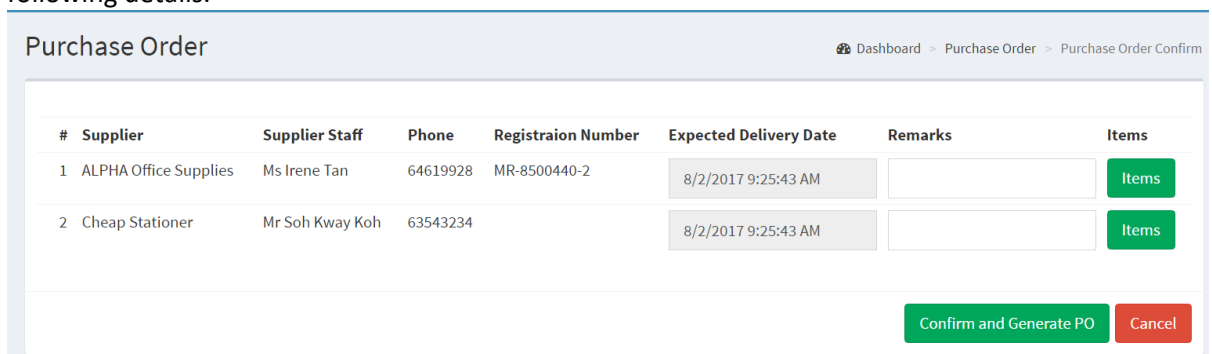 following details.
Purchase Order
Dashboard > Purchase Order > Purchase Order Confirm
# Supplier Supplier Staff Phone Registraion Number Expected Delivery Date Remarks Items
1 ALPHA Office Supplies Ms Irene Tan 64619928 MR-8500440-2 8/2/2017 9:25:43 AM Items
2 Cheap Stationer Mr Soh Kway Koh 63543234 8/2/2017 9:25:43 AM Items
Confirm and Generate PO Cancel